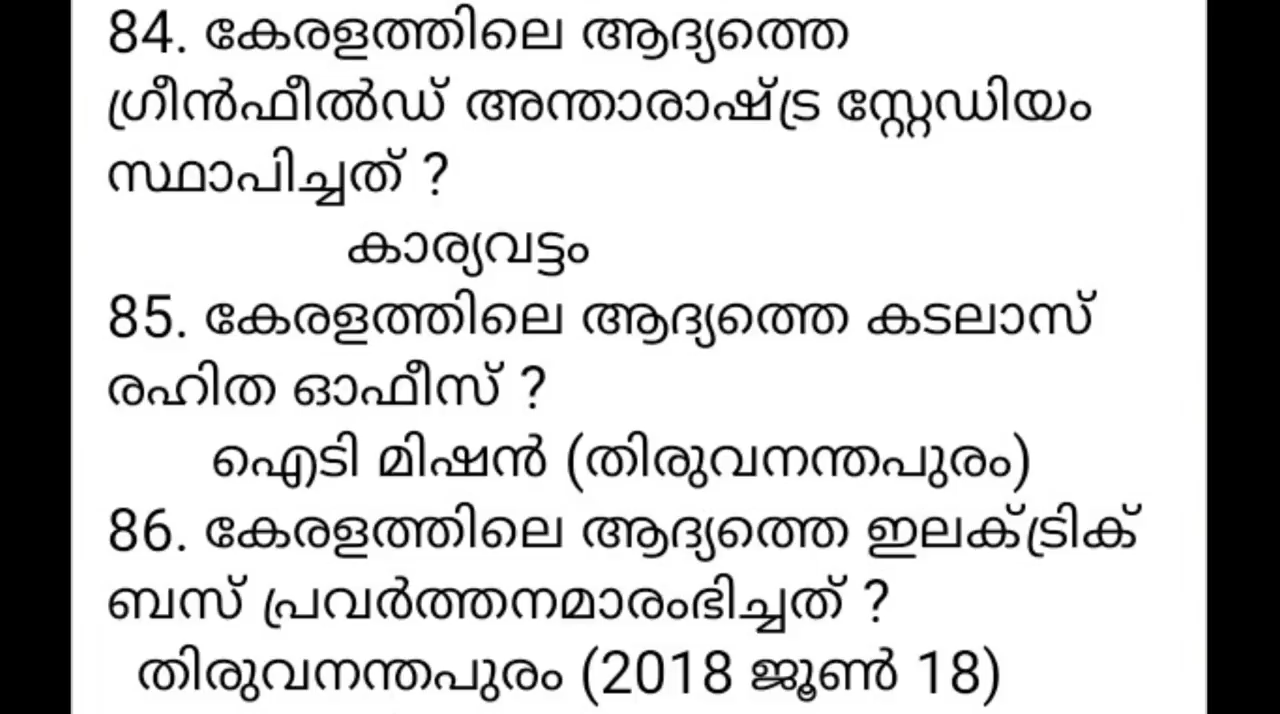 84. കേരളത്തിലെ ആദ്യത്തെ
ഗ്രീൻഫീൽഡ് അന്താരാഷ്ട്ര സ്റ്റേഡിയം
സ്ഥാപിച്ചത് ?
കാര്യവട്ടം
85. കേരളത്തിലെ ആദ്യത്തെ കടലാസ്
രഹിത ഓഫീസ് ?
ഐടി മിഷൻ (തിരുവനന്തപുരം)
86. കേരളത്തിലെ ആദ്യത്തെ ഇലക്ട്രിക്
ബസ് പ്രവർത്തനമാരംഭിച്ചത് ?
തിരുവനന്തപുരം (2018 ജൂൺ 18)